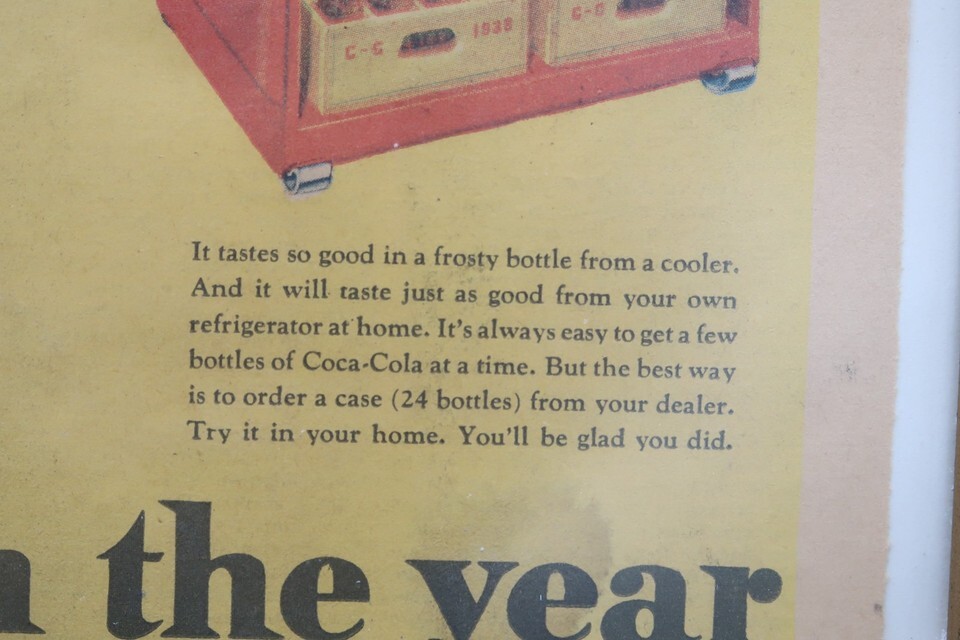 C-G 1938 C-G
It tastes so good in a frosty bottle from a cooler.
And it will taste just as good from your own
refrigerator at home. It's always easy to get a few
bottles of Coca-Cola at a time. But the best way
is to order a case (24 bottles) from your dealer.
Try it in your home. You'll be glad you did.
the year